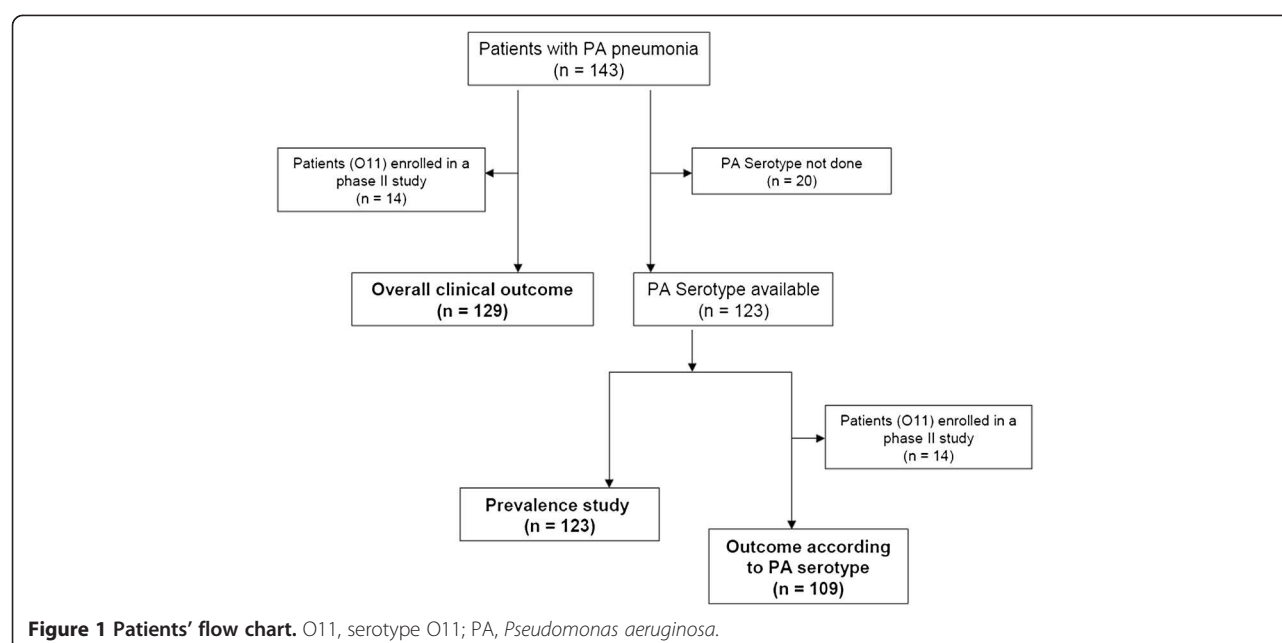 Patients with PA pneumonia
(n = 143)
Patients (O11) enrolled in a
phase II study
(n = 14)
PA Serotype not done
(n = 20)
Overall clinical outcome
(n = 129)
PA Serotype available
(n = 123)
Patients (O11) enrolled in a
phase II study
(n = 14)
Prevalence study
(n = 123)
Outcome according
to PA serotype
(n = 109)
Figure 1 Patients’ flow chart. O11, serotype O11; PA, Pseudomonas aeruginosa.